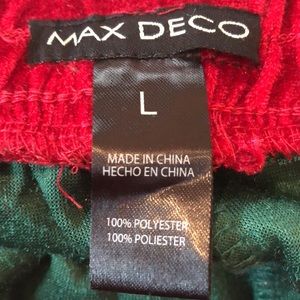 MAX DECO
L
MADE IN CHINA
HECHO EN CHINA
100% POLYESTER
100% POLIESTER